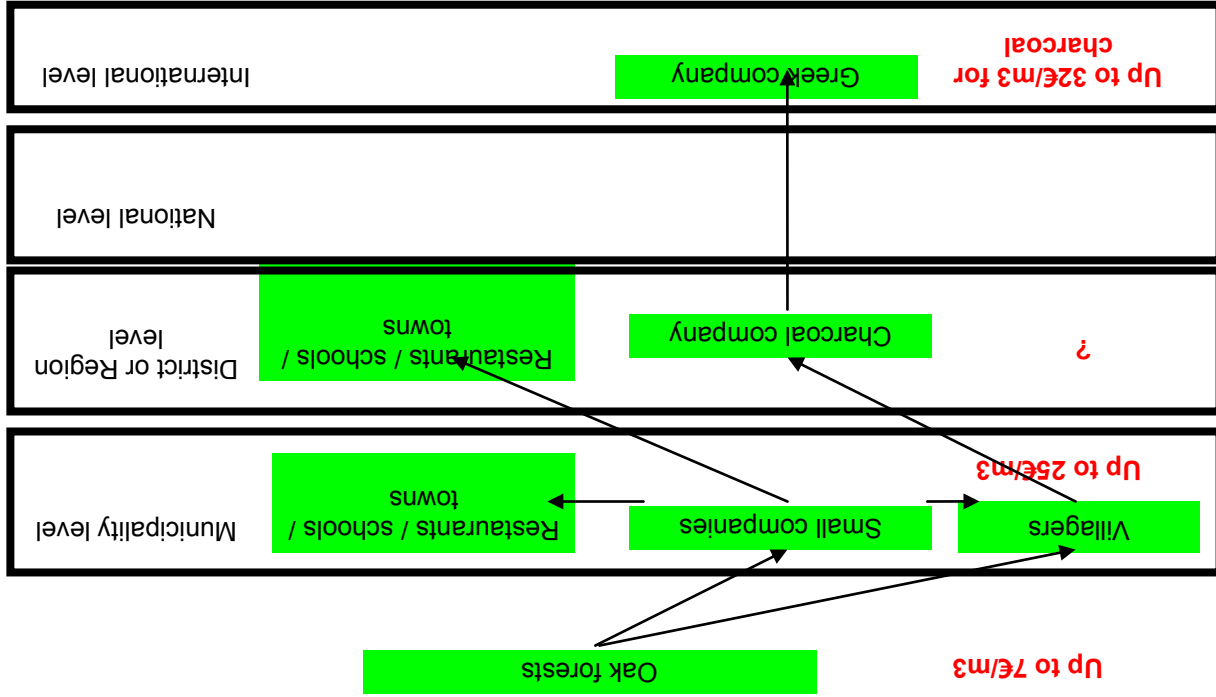 Up to 7€/m3
Oak forests
Villagers
Up to 25€/m3
Small companies
Restaurants / schools /
towns
Municipality level
?
Charcoal company
Restaurants / schools /
towns
District or Region
level
National level
Up to 32€/m3 for
charcoal
Greek company
International level